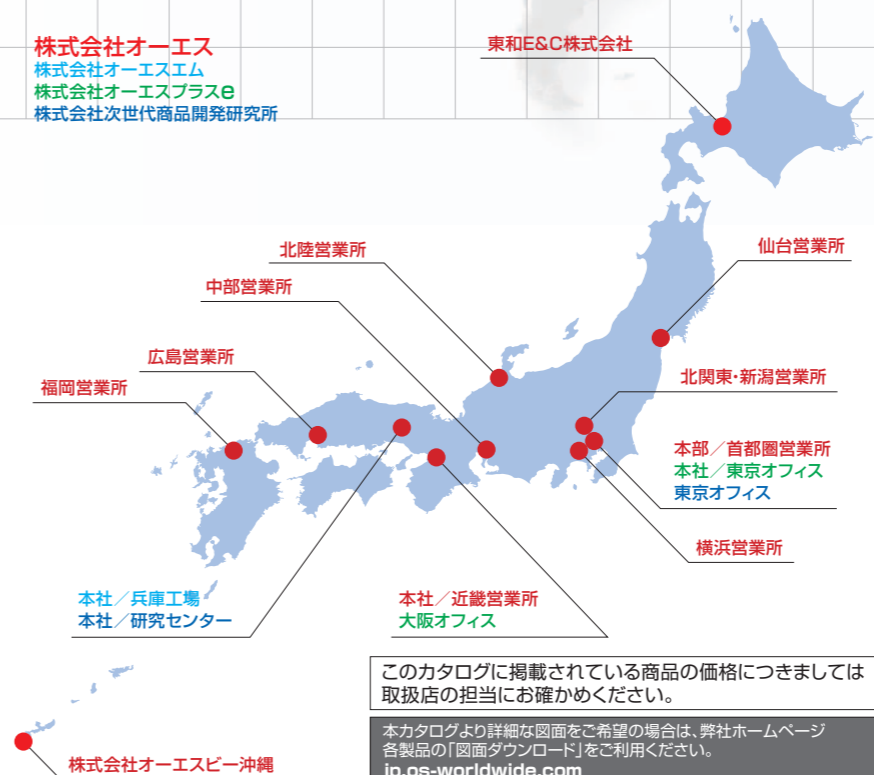 株式会社オーエス
株式会社オーエスエム
株式会社オーエスプラスe
株式会社次世代商品開発研究所
東和E&C株式会社
北陸営業所
仙台営業所
中部営業所
広島営業所
福岡営業所
北関東・新潟営業所
本部／首都圏営業所
本社／東京オフィス
東京オフィス
横浜営業所
本社／兵庫工場
本社／研究センター
本社／近畿営業所
大阪オフィス
このカタログに掲載されている商品の価格につきましては
取扱店の担当にお確かめください。
本カタログより詳細な図面をご希望の場合は、弊社ホームページ
各製品の「図面ダウンロード」をご利用ください。
jp.os-worldwide.com
株式会社オーエスビー沖縄